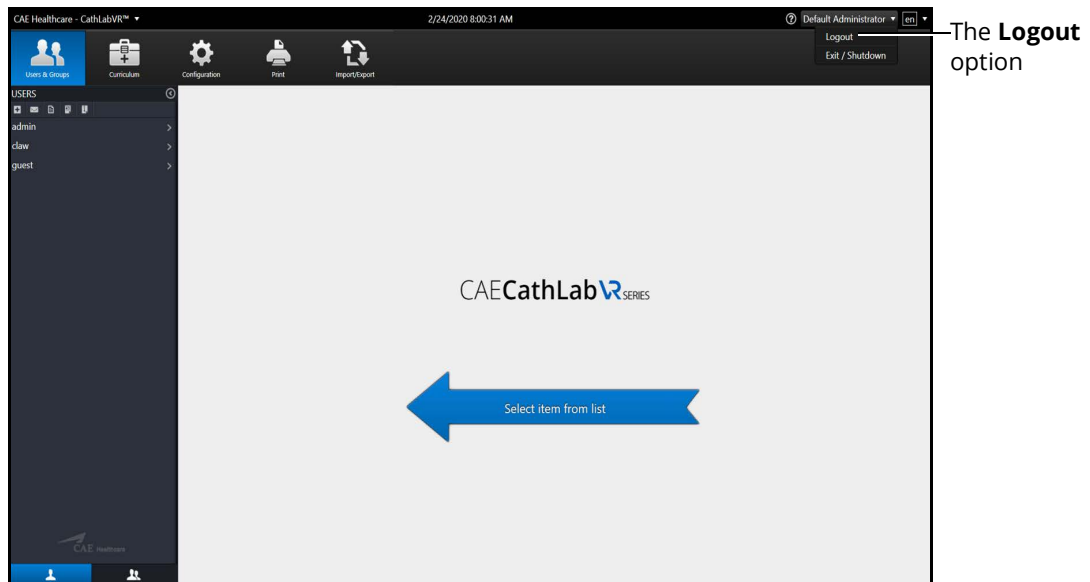 CAE Healthcare - CathLabVR™
2/24/2020 8:00:31 AM
Default Administrator
en
Logout
Exit / Shutdown
The Logout
option
Users & Groups
Curriculum
Configuration
Print
Import/Export
USERS
admin
claw
guest
CAECathLabVR SERIES
Select item from list
CAE Healthcare